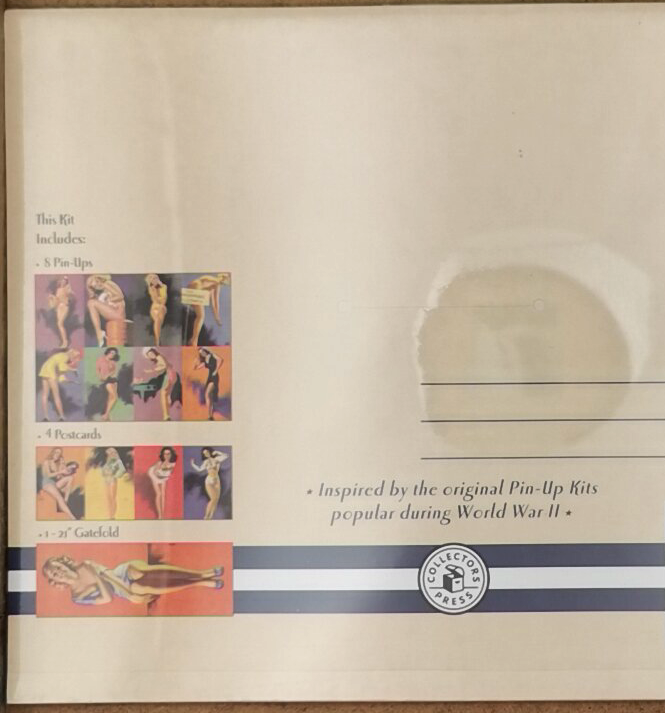 This Kit
Includes:
• 8 Pin-Ups
• 4 Postcards
• 1 - 21" Gatefold
★ Inspired by the original Pin-Up Kits
popular during World War II ★
COLLECTORS
PRESS